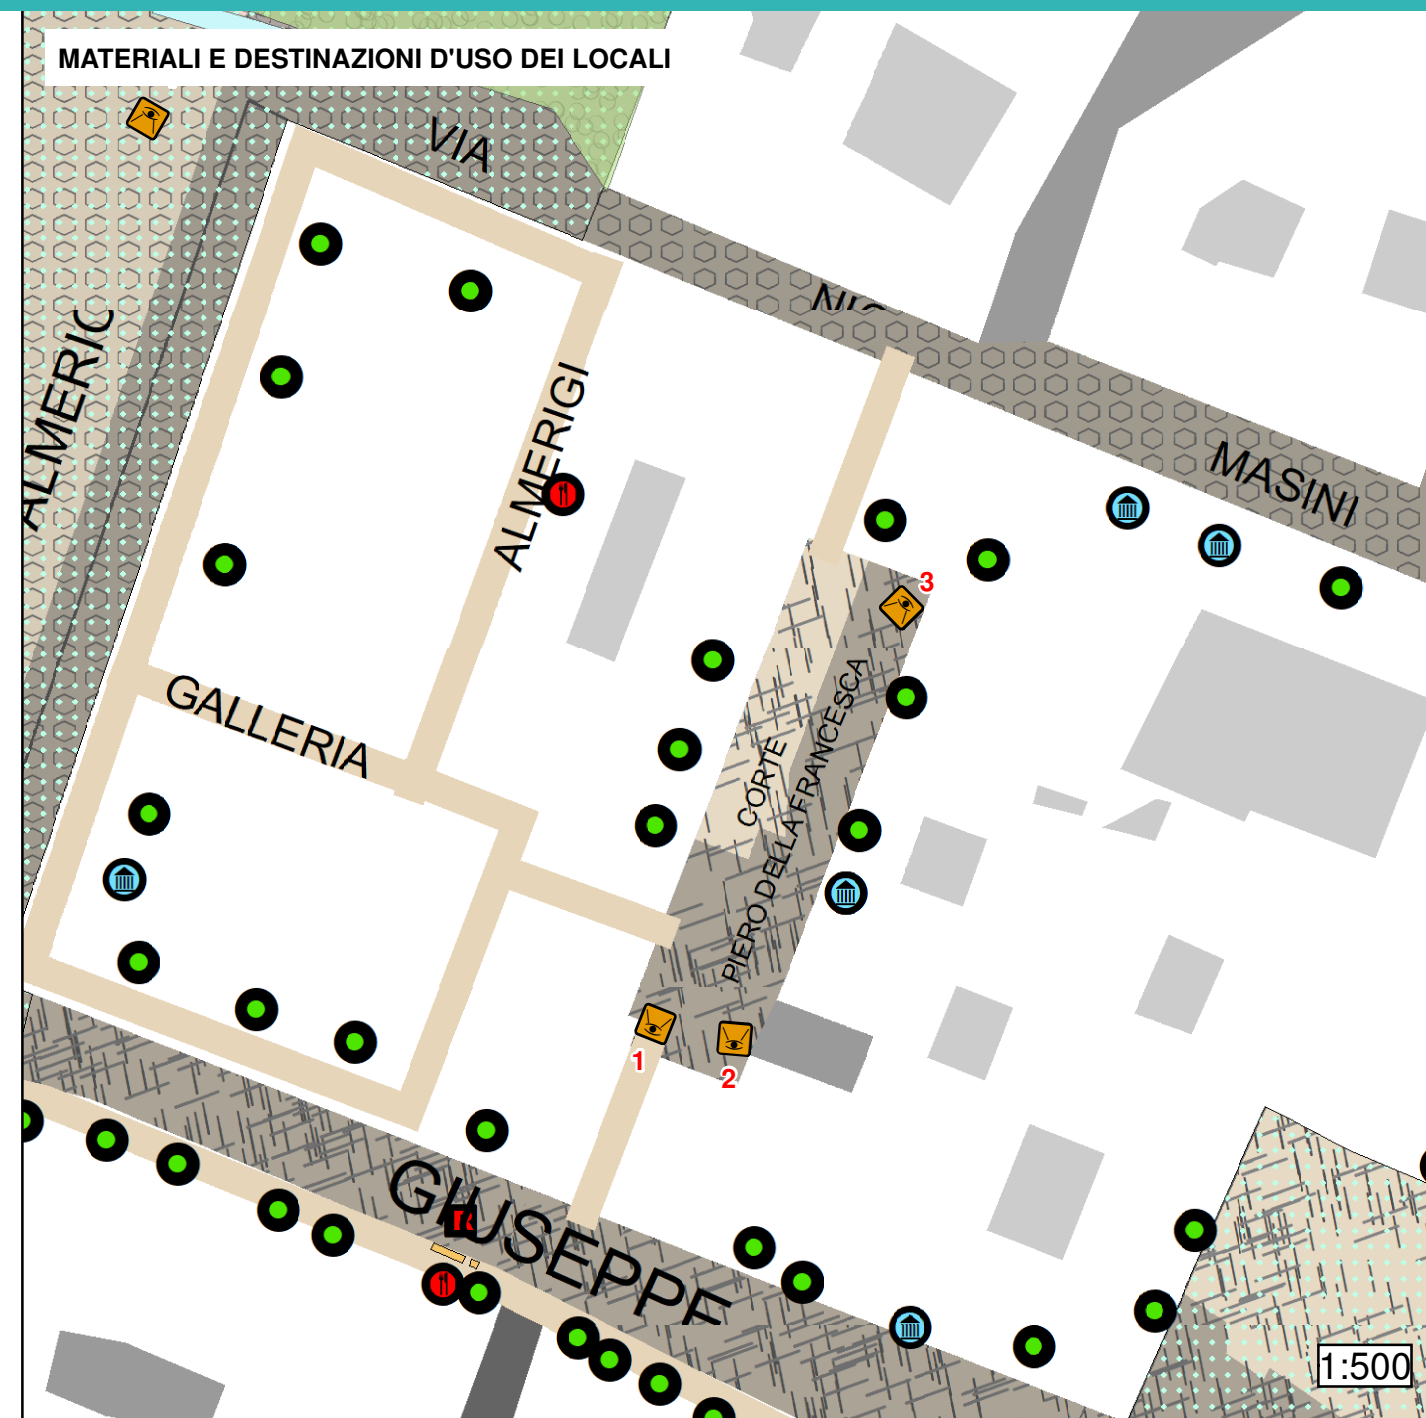 MATERIALI E DESTINAZIONI D'USO DEI LOCALI
VIA
MASINI
ALMERIGI
GALLERIA
3
CORTE
PIERO DELLA FRANCESCA
1
2
GIUSEPPE
1:500